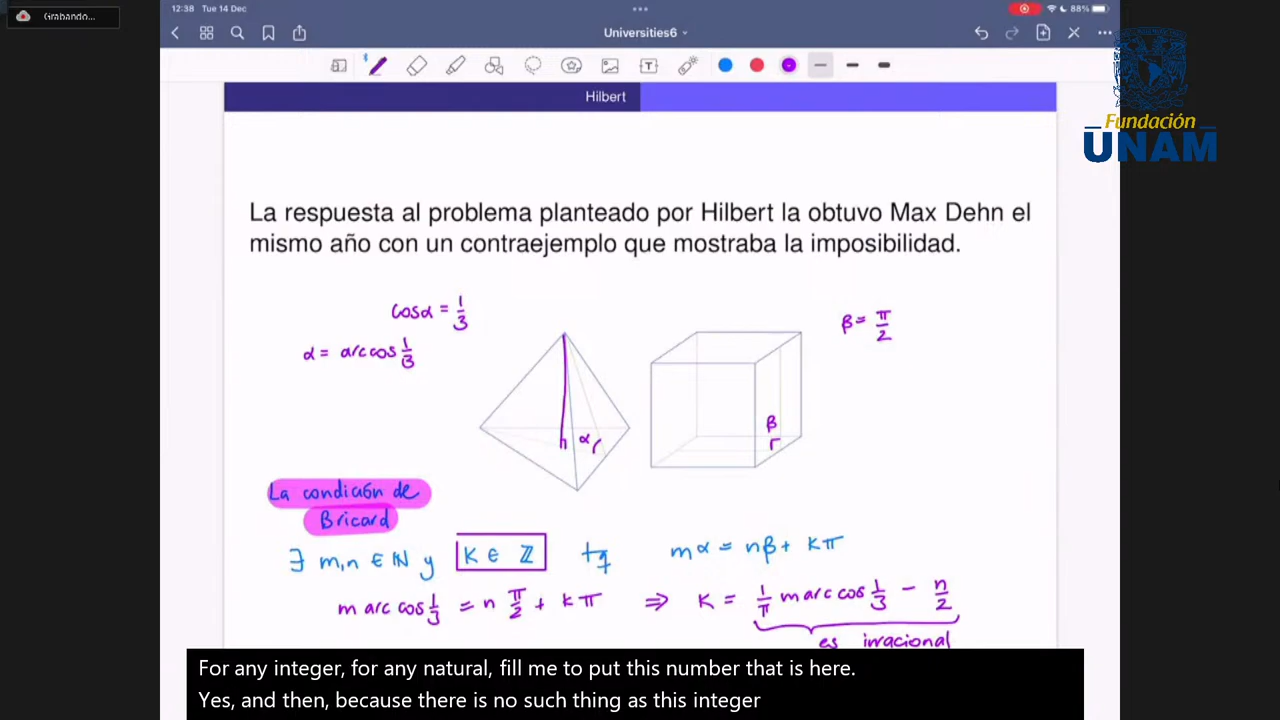 Grabando...
12:38 Tue 14 Dec
88%
Universities6
Hilbert
Fundación
UNAM
La respuesta al problema planteado por Hilbert la obtuvo Max Dehn el
mismo año con un contraejemplo que mostraba la imposibilidad.
cosα = 1/3
α = arccos 1/3
β = π/2
α
β
La condición de
Bricard
∃ m,n ∈ ℕ y K ∈ ℤ tq mα = nβ + kπ
m arccos 1/3 = n π/2 + kπ ⇒ K = 1/π m arccos 1/3 − n/2
es irracional
For any integer, for any natural, fill me to put this number that is here.
Yes, and then, because there is no such thing as this integer